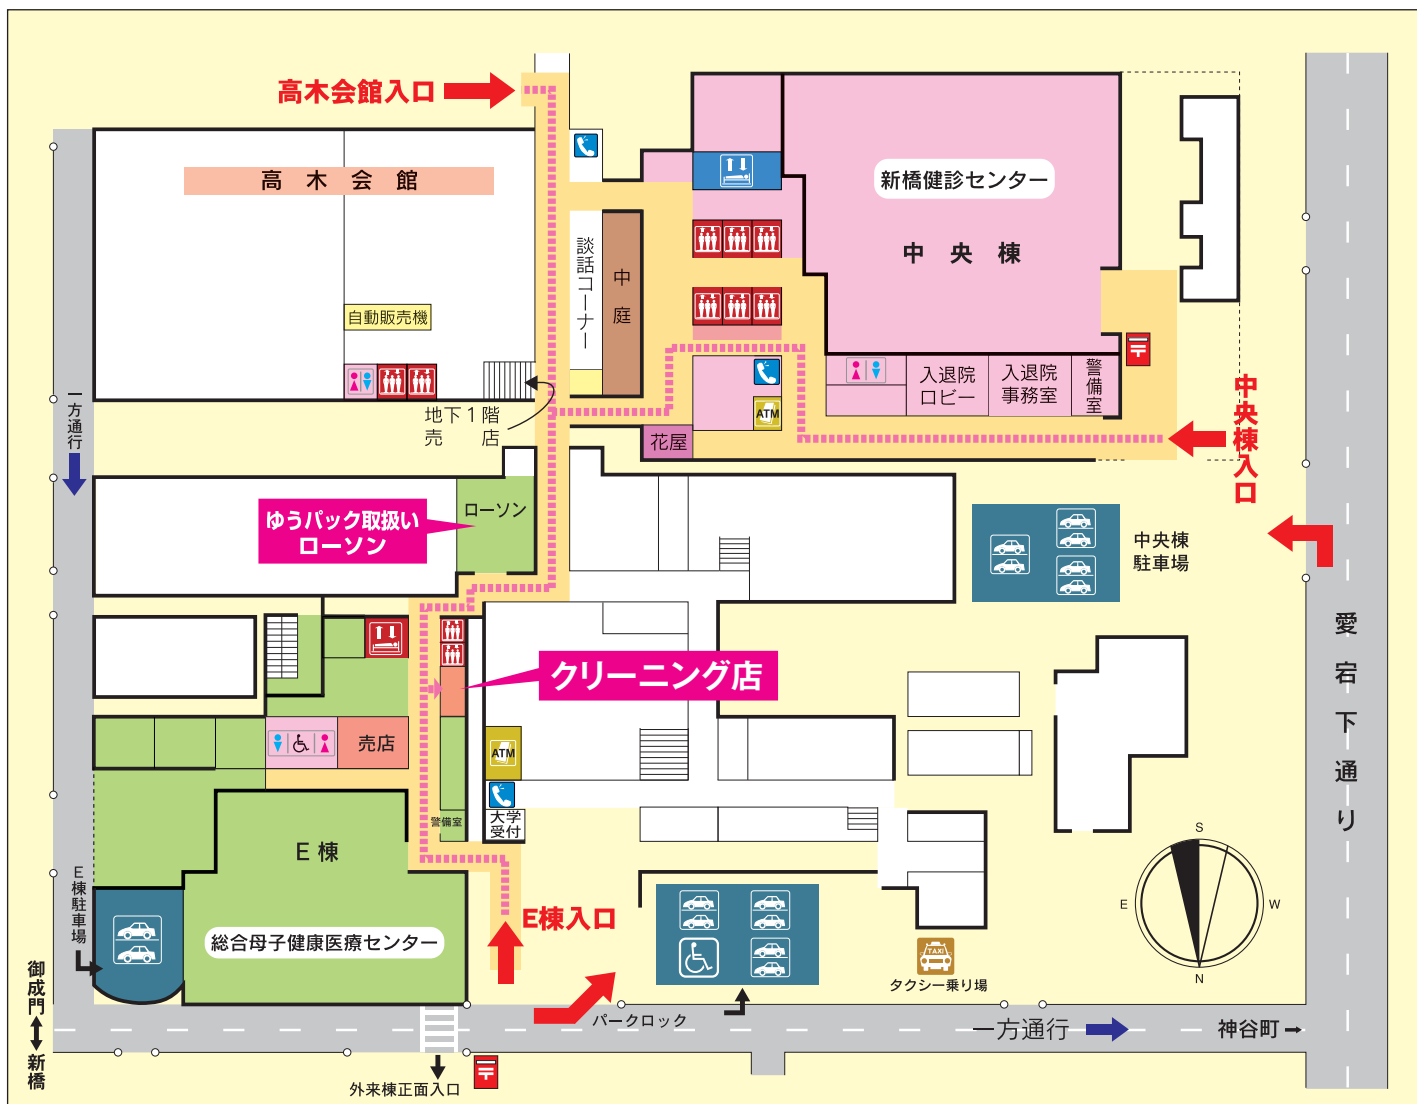 高木会館入口
高木会館
新橋健診センター
中央棟
談話コーナー
中庭
自動販売機
地下1階
売店
入退院
ロビー
入退院
事務室
警備室
ATM
花屋
中央棟入口
一方通行
ローソン
ゆうパック取扱い
ローソン
中央棟
駐車場
愛宕下通り
クリーニング店
売店
ATM
大学
受付
警備室
E棟
E棟駐車場
総合母子健康医療センター
E棟入口
S
E
W
N
TAXI
タクシー乗り場
パークロック
一方通行
神谷町
御成門
新橋
外来棟正面入口